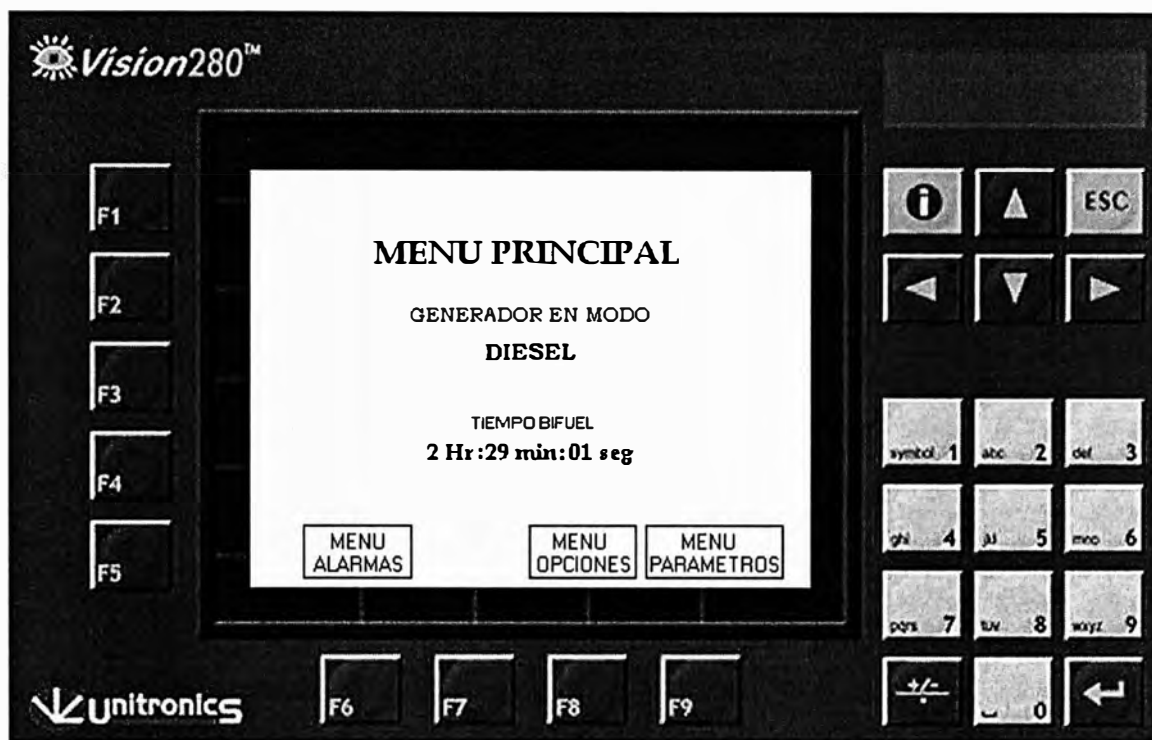 Vision280™
F1
F2
F3
F4
F5
MENU PRINCIPAL
GENERADOR EN MODO
DIESEL
TIEMPO BIFUEL
2 Hr:29 min:01 seg
MENU ALARMAS
MENU OPCIONES
MENU PARAMETROS
i
ESC
symbol 1
abc 2
def 3
ghi 4
jkl 5
mno 6
pqrs 7
tuv 8
wxyz 9
+/-
0
unitronics
F6
F7
F8
F9